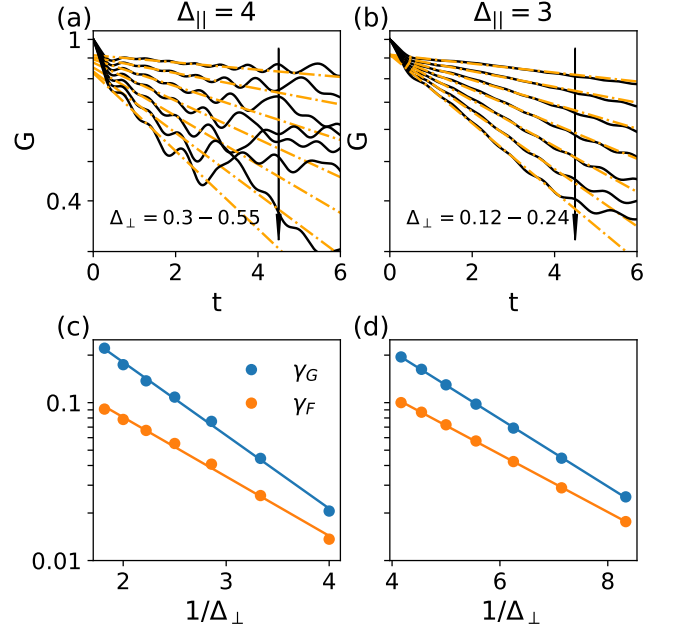 (a) Δ|| = 4
(b) Δ|| = 3
1
0.4
G
Δ⊥ = 0.3 − 0.55
0 2 4 6
t
G
Δ⊥ = 0.12 − 0.24
0 2 4 6
t
(c)
(d)
0.1
0.01
γG
γF
2 3 4
1/Δ⊥
4 6 8
1/Δ⊥